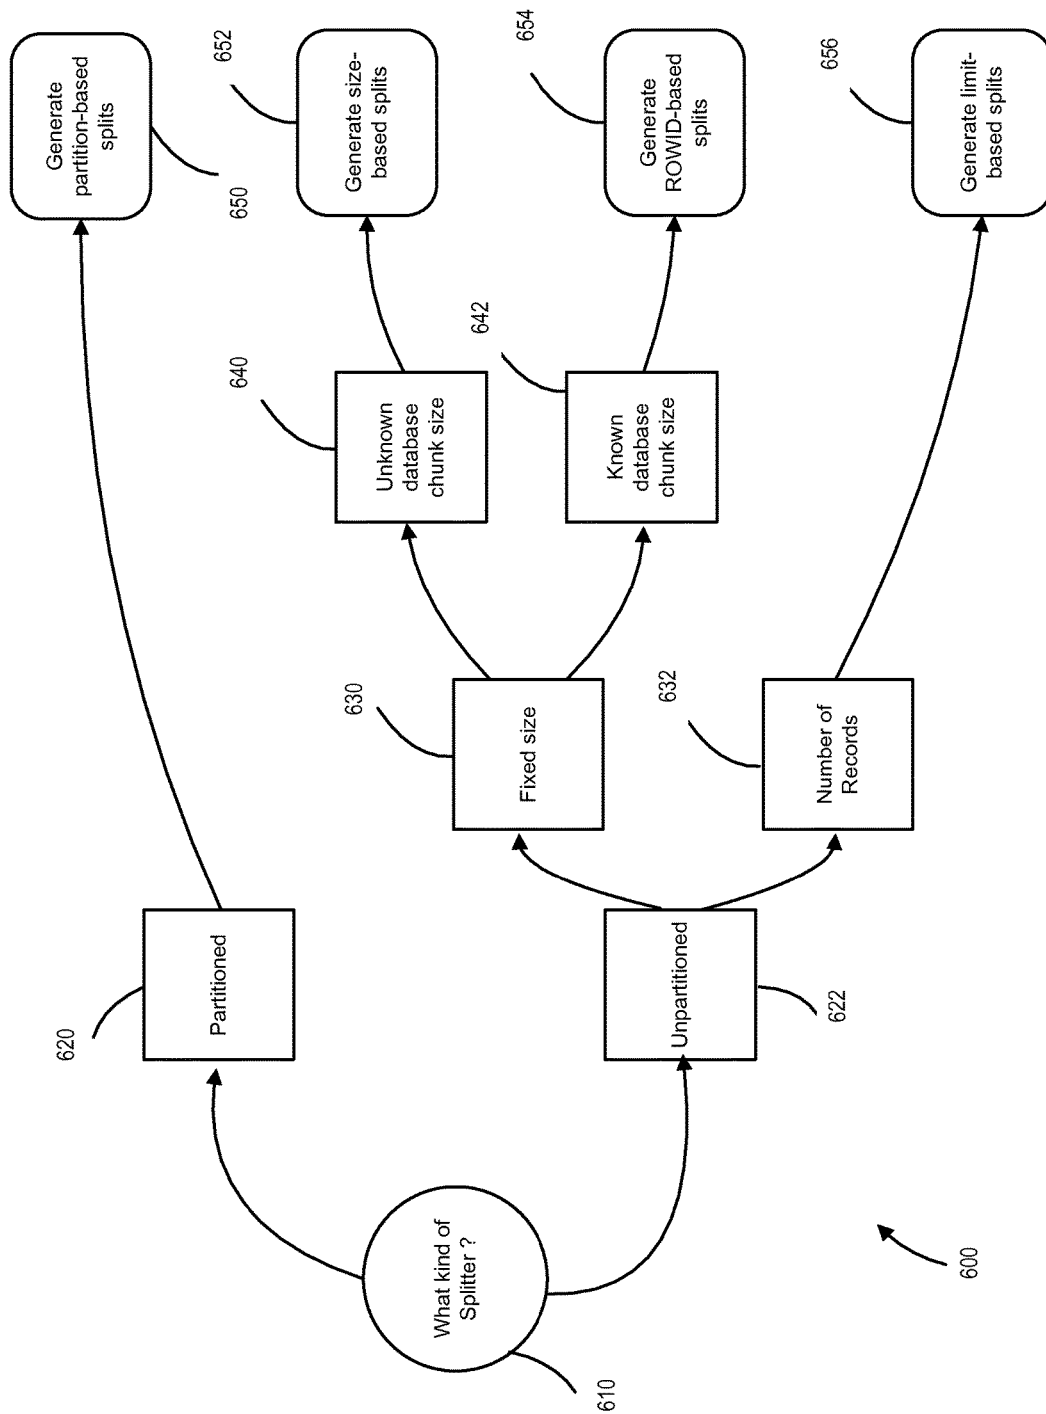 What kind of
Splitter ?
610
Partitioned
620
Unpartitioned
622
Fixed size
630
Number of
Records
632
Unknown
database
chunk size
640
Known
database
chunk size
642
Generate
partition-based
splits
650
Generate size-
based splits
652
Generate
ROWID-based
splits
654
Generate limit-
based splits
656
600